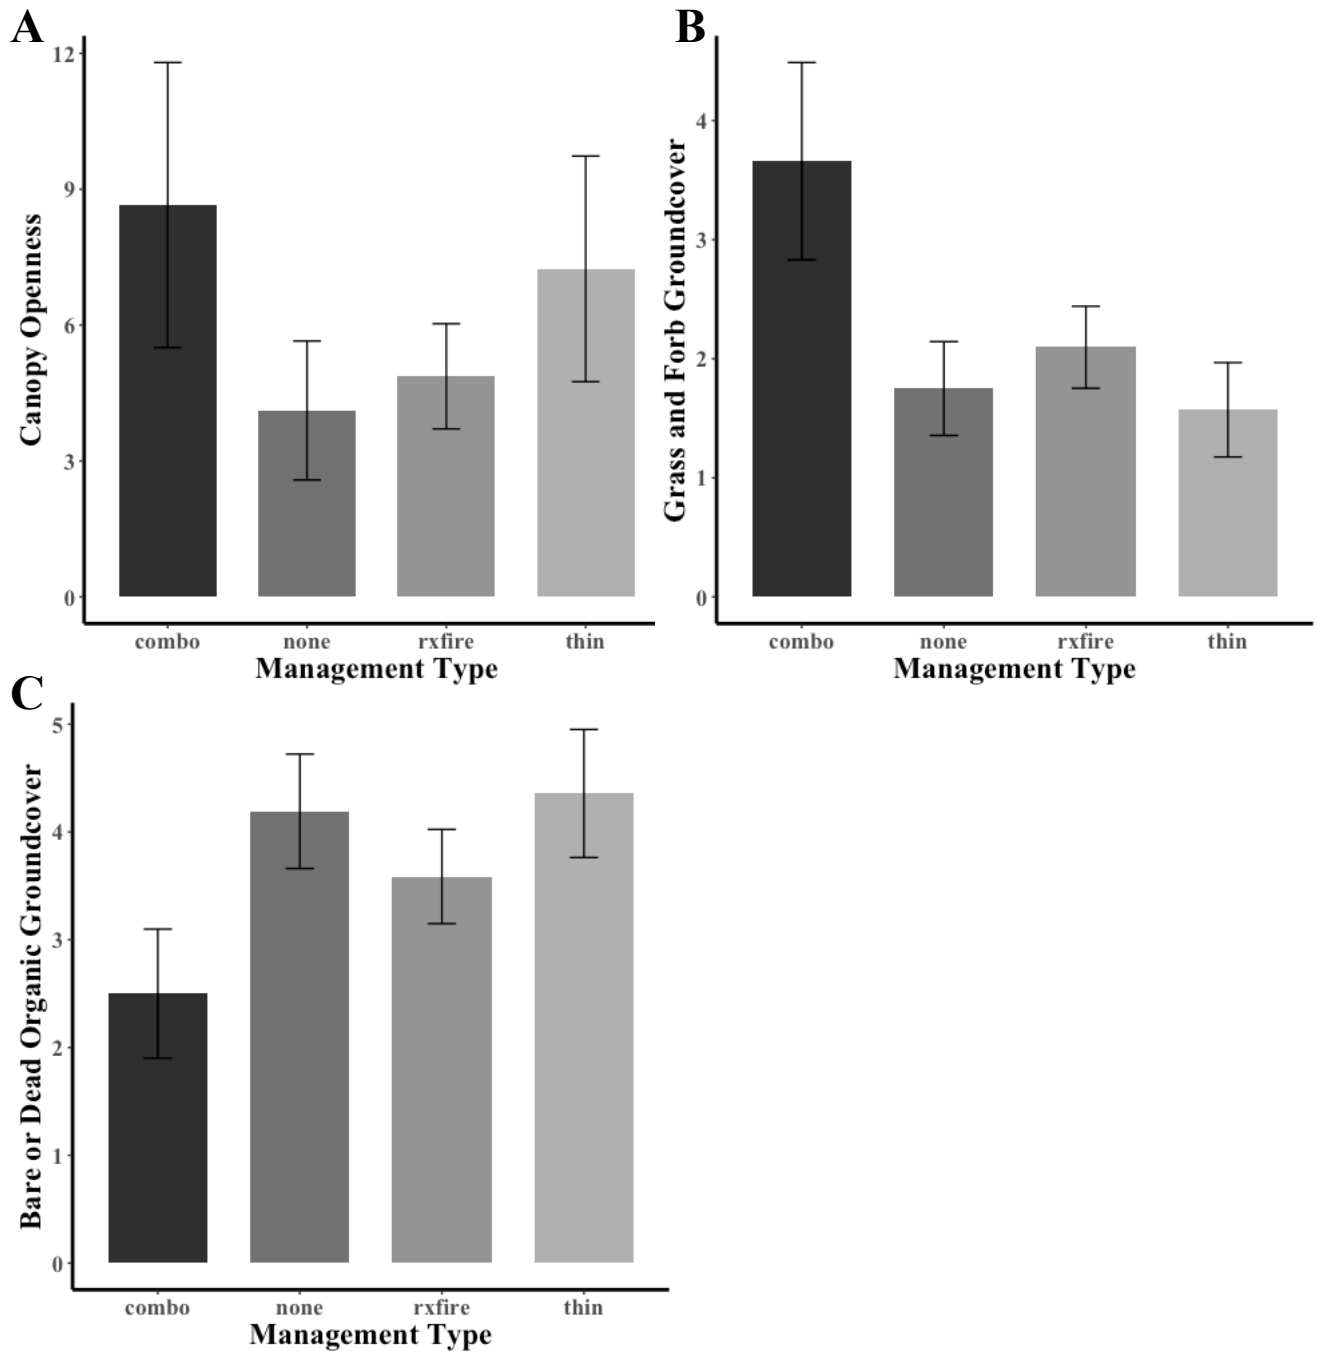 A
Canopy Openness
12
9
6
3
0
combo none rxfire thin
Management Type
B
Grass and Forb Groundcover
4
3
2
1
0
combo none rxfire thin
Management Type
C
Bare or Dead Organic Groundcover
5
4
3
2
1
0
combo none rxfire thin
Management Type